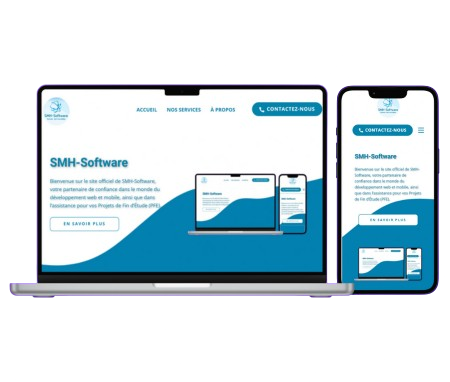 SMH-Software
ACCUEIL NOS SERVICES À PROPOS CONTACTEZ-NOUS
SMH-Software
Bienvenue sur le site officiel de SMH-Software,
votre partenaire de confiance dans le monde du
développement web et mobile, ainsi que dans
l'assistance pour vos Projets de Fin d'Étude (PFE).
EN SAVOIR PLUS
SMH-Software
SMH-Software
CONTACTEZ-NOUS
SMH-Software
Bienvenue sur le site officiel de SMH-Software,
votre partenaire de confiance dans le monde du
développement web et mobile, ainsi que dans
l'assistance pour vos Projets
de Fin d'Étude (PFE).
EN SAVOIR PLUS